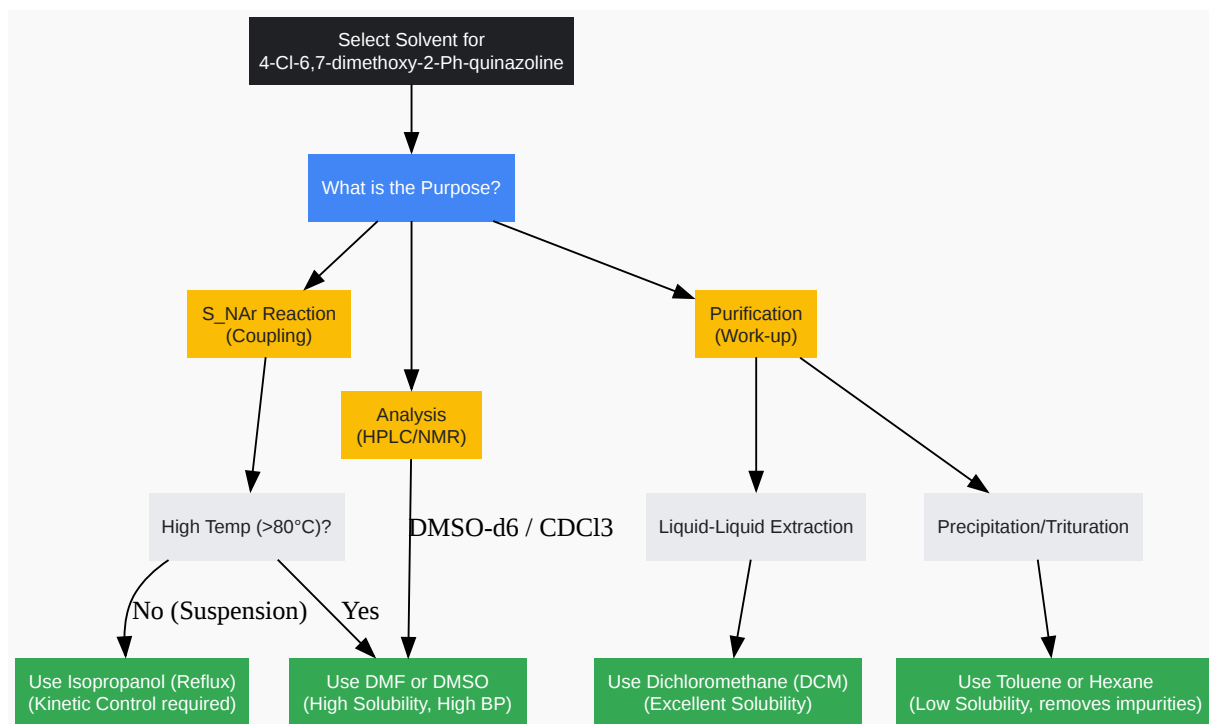 Select Solvent for
4-Cl-6,7-dimethoxy-2-Ph-quinazoline
What is the Purpose?
S_NAr Reaction
(Coupling)
Purification
(Work-up)
Analysis
(HPLC/NMR)
High Temp (>80°C)?
DMSO-d6 / CDCl3
Liquid-Liquid Extraction
Precipitation/Trituration
No (Suspension)
Yes
Use Isopropanol (Reflux)
(Kinetic Control required)
Use DMF or DMSO
(High Solubility, High BP)
Use Dichloromethane (DCM)
(Excellent Solubility)
Use Toluene or Hexane
(Low Solubility, removes impurities)